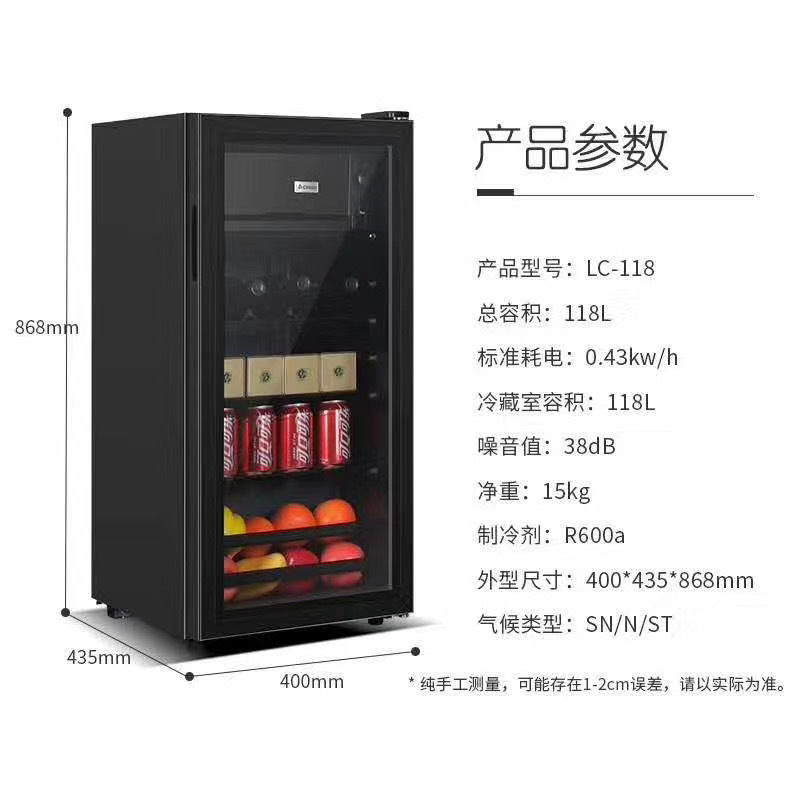 产品参数
产品型号：LC-118
总容积：118L
标准耗电：0.43kw/h
冷藏室容积：118L
噪音值：38dB
净重：15kg
制冷剂：R600a
外型尺寸：400*435*868mm
气候类型：SN/N/ST
868mm
435mm
400mm
* 纯手工测量，可能存在1-2cm误差，请以实际为准。